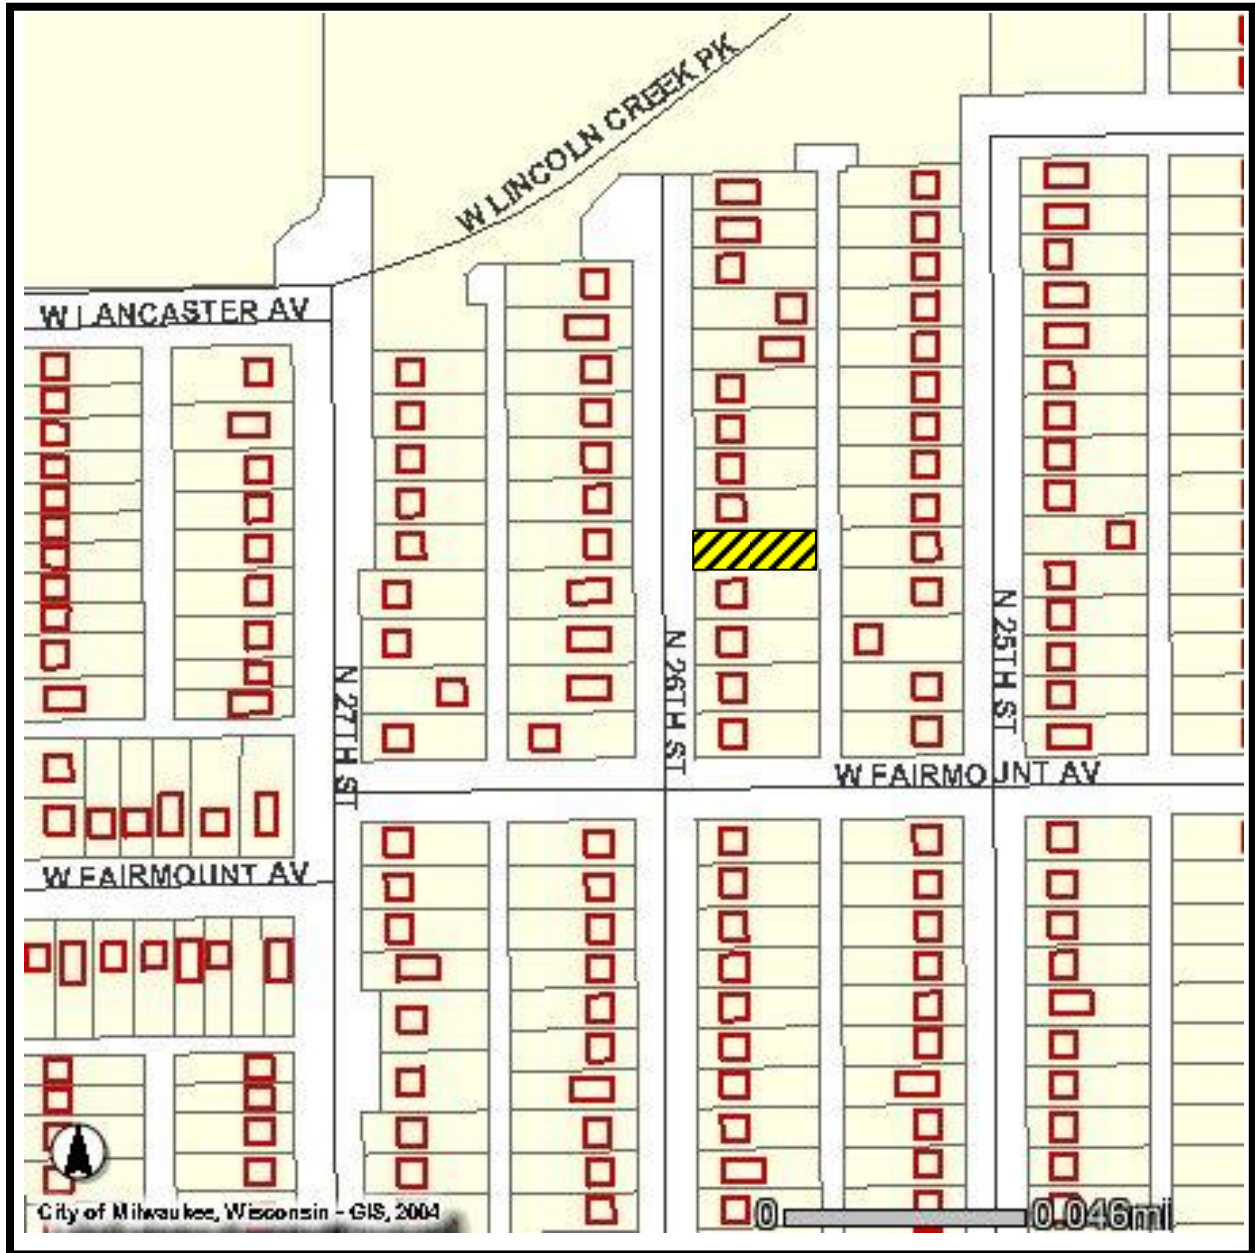 W LINCOLN CREEK PK
W LANCASTER AV
N 25TH ST
N 26TH ST
N 27TH ST
W FAIRMOUNT AV
W FAIRMOUNT AV
City of Milwaukee, Wisconsin - GIS, 2004
0 0.046mi